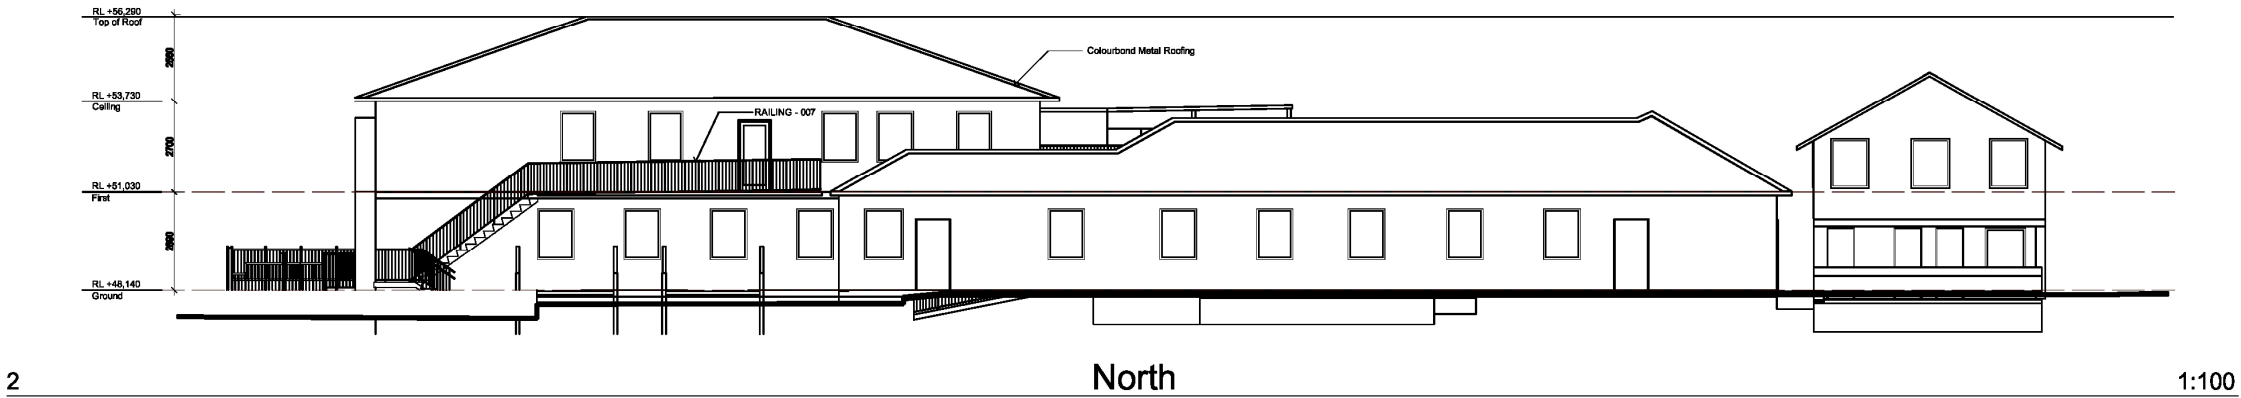 RL +56,290
Top of Roof
2560
Colourbond Metal Roofing
RL +53,730
Ceiling
RAILING - 007
2700
RL +51,030
First
2890
RL +48,140
Ground
North
2
1:100